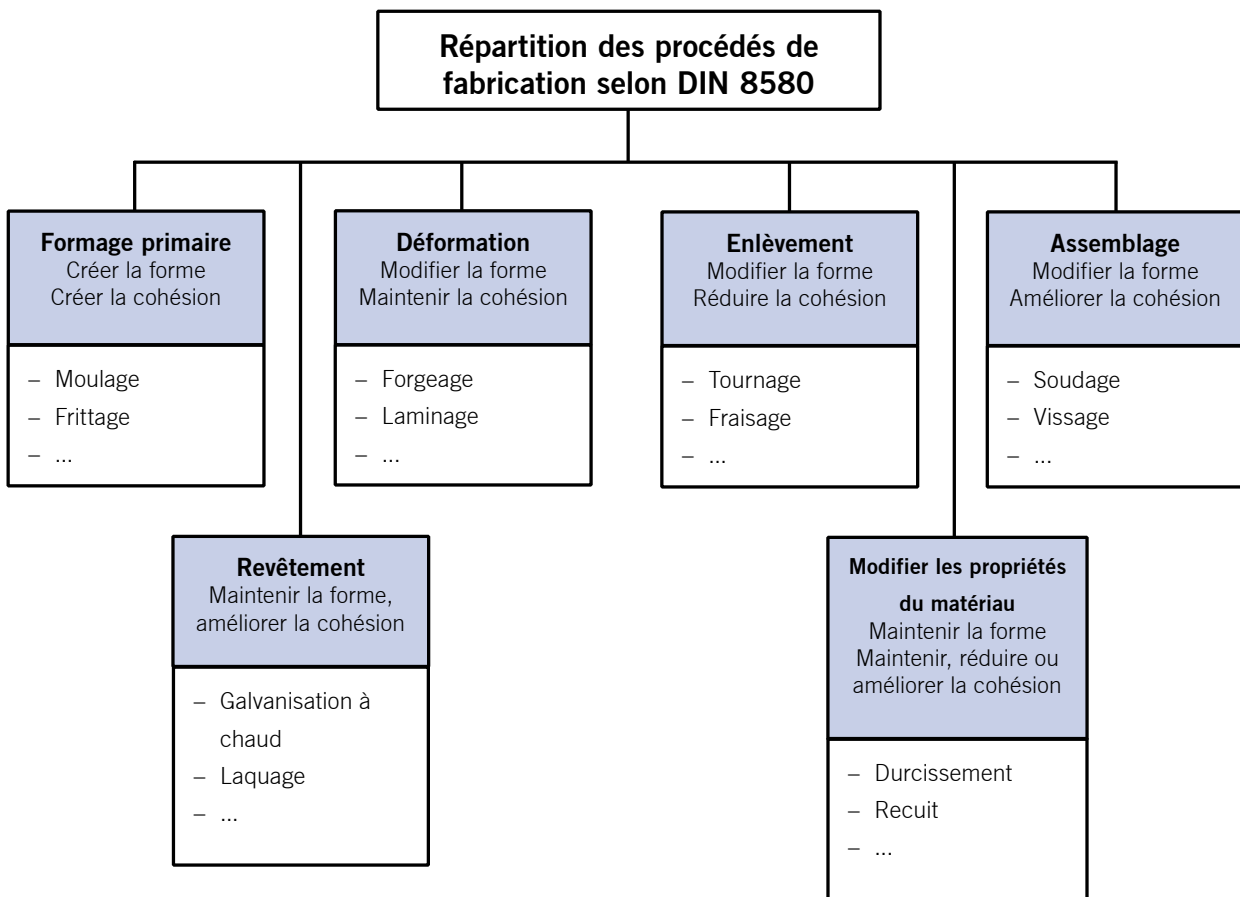 Répartition des procédés de
fabrication selon DIN 8580
Formage primaire
Créer la forme
Créer la cohésion
– Moulage
– Frittage
– ...
Déformation
Modifier la forme
Maintenir la cohésion
– Forgeage
– Laminage
– ...
Enlèvement
Modifier la forme
Réduire la cohésion
– Tournage
– Fraisage
– ...
Assemblage
Modifier la forme
Améliorer la cohésion
– Soudage
– Vissage
– ...
Revêtement
Maintenir la forme,
améliorer la cohésion
– Galvanisation à
chaud
– Laquage
– ...
Modifier les propriétés
du matériau
Maintenir la forme
Maintenir, réduire ou
améliorer la cohésion
– Durcissement
– Recuit
– ...